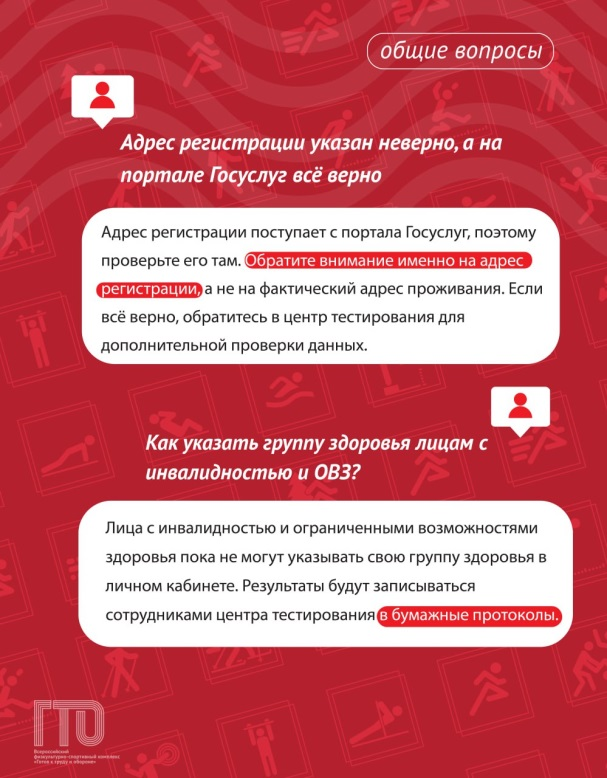 общие вопросы
Адрес регистрации указан неверно, а на
портале Госуслуг всё верно
Адрес регистрации поступает с портала Госуслуг, поэтому
проверьте его там. Обратите внимание именно на адрес
регистрации, а не на фактический адрес проживания. Если
всё верно, обратитесь в центр тестирования для
дополнительной проверки данных.
Как указать группу здоровья лицам с
инвалидностью и ОВЗ?
Лица с инвалидностью и ограниченными возможностями
здоровья пока не могут указывать свою группу здоровья в
личном кабинете. Результаты будут записываться
сотрудниками центра тестирования в бумажные протоколы.
ГТО
Всероссийский
физкультурно-спортивный комплекс
«Готов к труду и обороне»